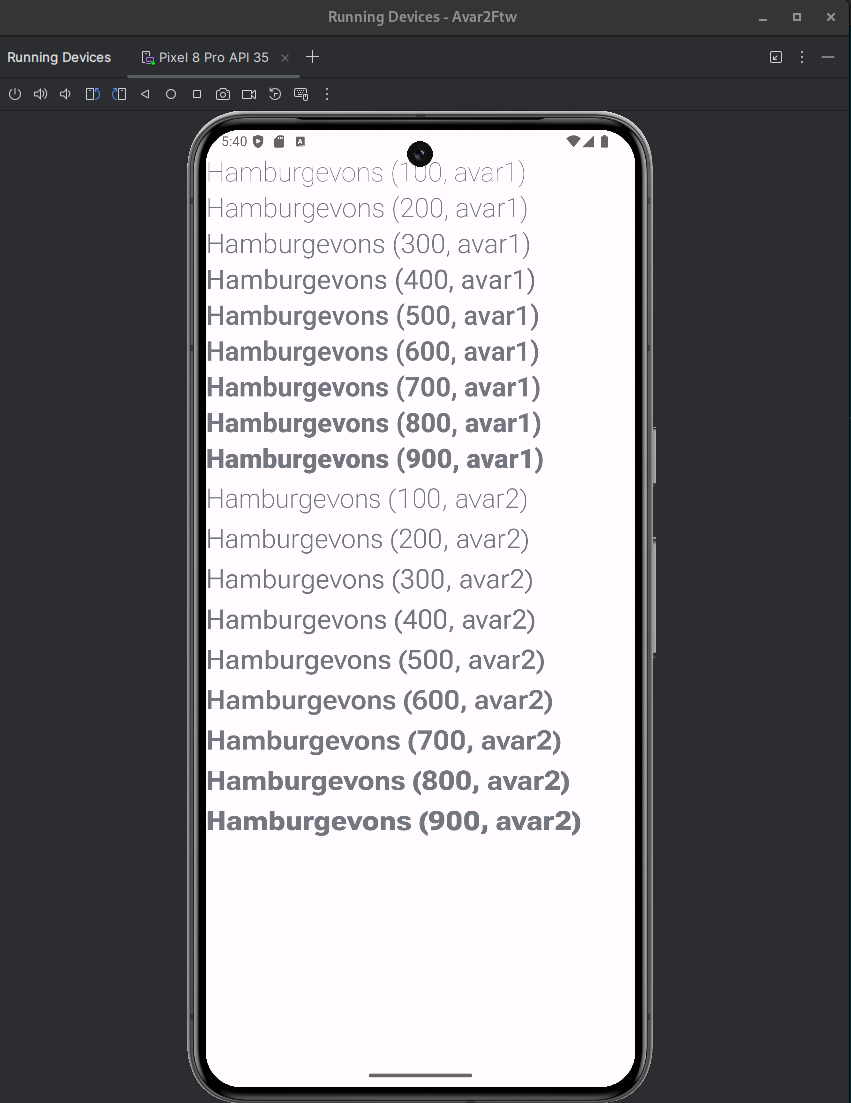 Running Devices - Avar2Ftw
Running Devices
Pixel 8 Pro API 35
5:40
Hamburgevons (100, avar1)
Hamburgevons (200, avar1)
Hamburgevons (300, avar1)
Hamburgevons (400, avar1)
Hamburgevons (500, avar1)
Hamburgevons (600, avar1)
Hamburgevons (700, avar1)
Hamburgevons (800, avar1)
Hamburgevons (900, avar1)
Hamburgevons (100, avar2)
Hamburgevons (200, avar2)
Hamburgevons (300, avar2)
Hamburgevons (400, avar2)
Hamburgevons (500, avar2)
Hamburgevons (600, avar2)
Hamburgevons (700, avar2)
Hamburgevons (800, avar2)
Hamburgevons (900, avar2)